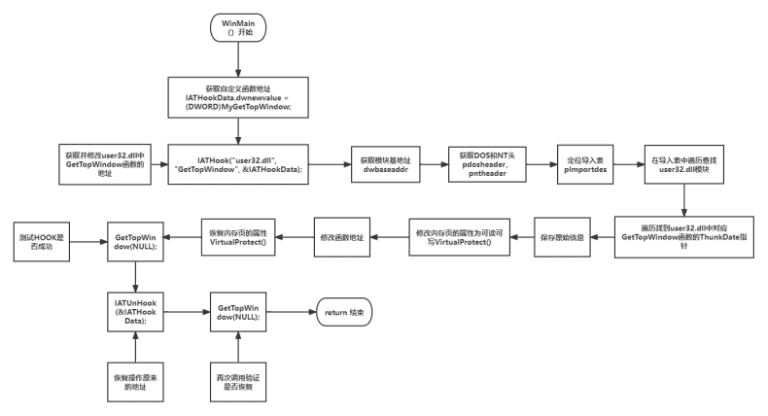 WinMain
() 开始
获取自定义函数地址
IATHookData.dwnewvalue =
(DWORD)MyGetTopWindow;
获取并修改user32.dll中
GetTopWindow函数的
地址
IATHook("user32.dll",
"GetTopWindow", &IATHookData);
获取模块基地址
dwbaseaddr
获取DOS和NT头
pdosheader,
pntheader
定位导入表
pImportdes
在导入表中遍历查找
user32.dll模块
测试HOOK是
否成功
GetTopWin
dow(NULL);
恢复内存页的属性
VirtualProtect()
修改函数地址
修改内存页的属性为可读可
写VirtualProtect()
保存原始信息
遍历找到user32.dll中对应
GetTopWindow函数的ThunkDate指
针
IATUnHook
(&IATHook
Data);
GetTopWin
dow(NULL);
return 结束
恢复操作原来
的地址
再次调用验证
是否恢复